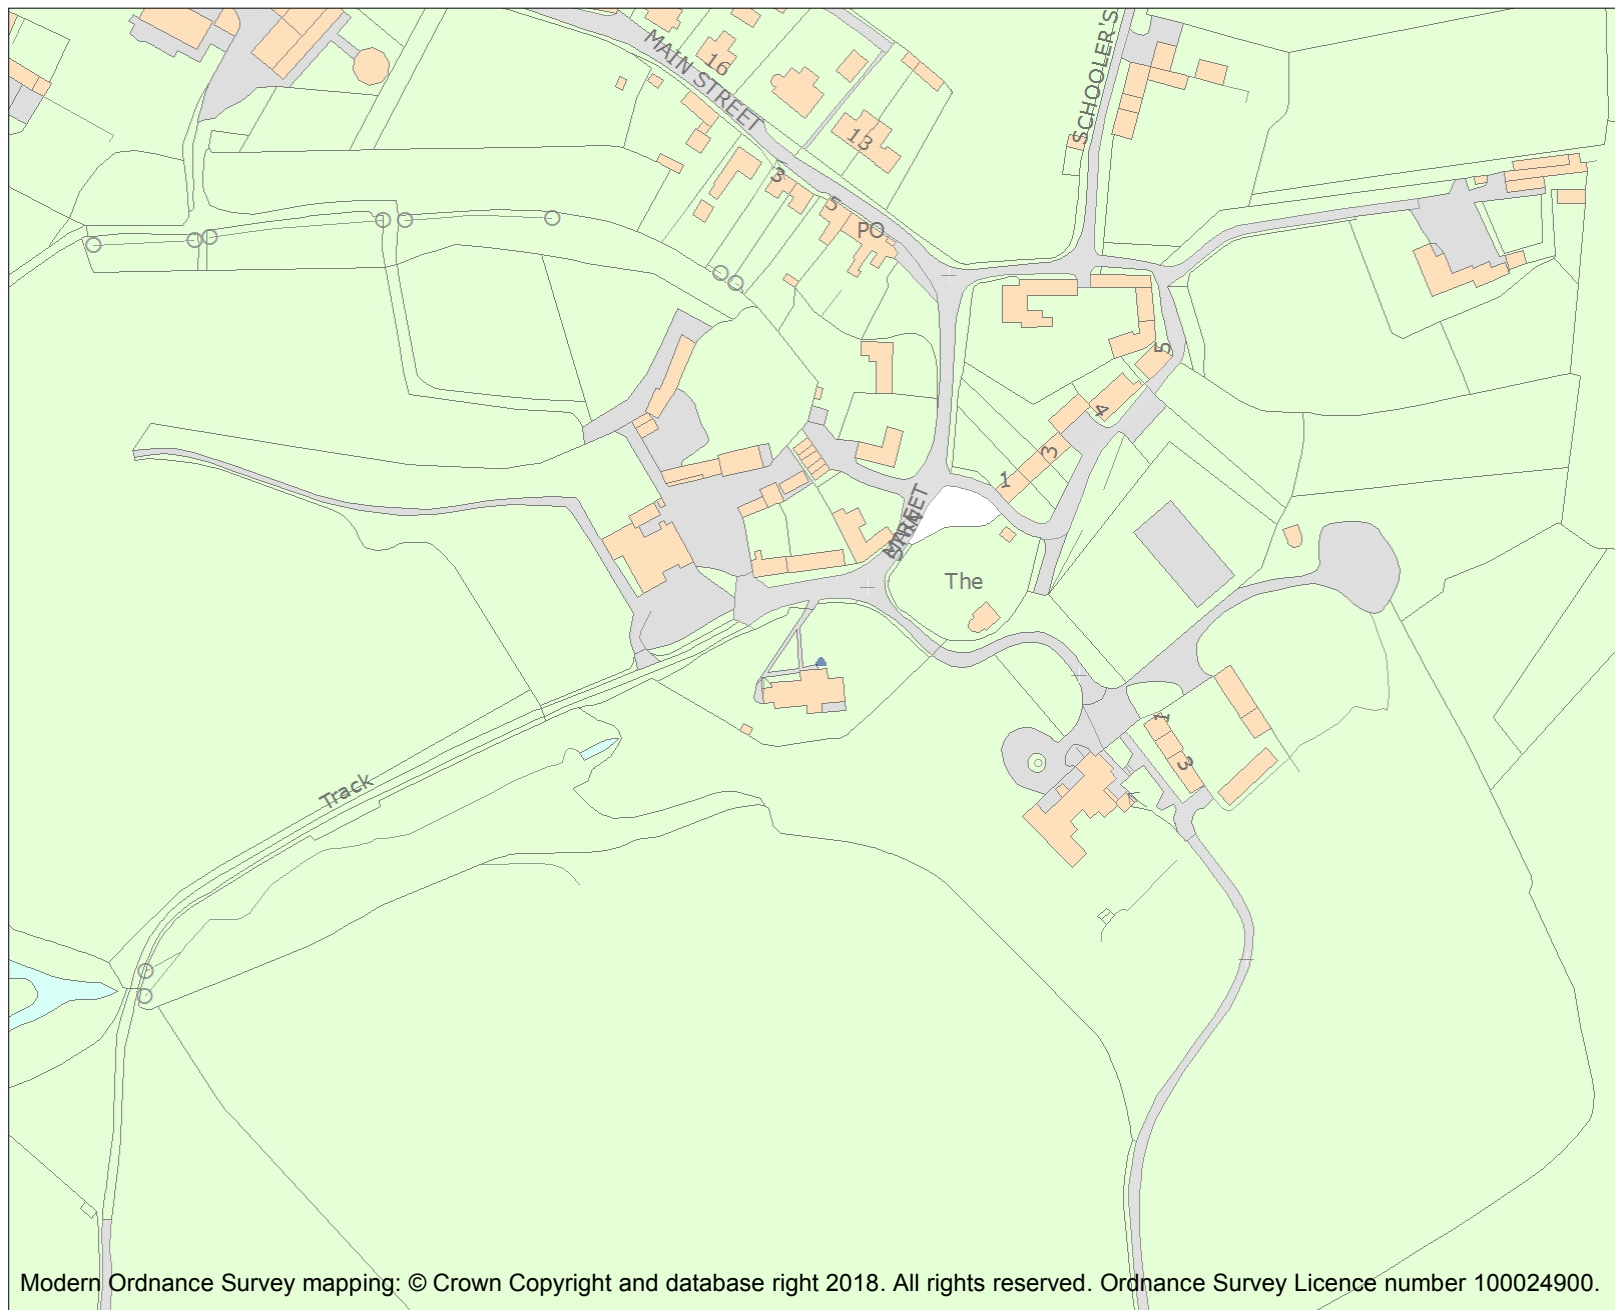 MAIN STREET
16
SCHOOLER'S
13
3
5
PO
5
4
3
1
MARKET
The
1
3
Track
Modern Ordnance Survey mapping: © Crown Copyright and database right 2018. All rights reserved. Ordnance Survey Licence number 100024900.